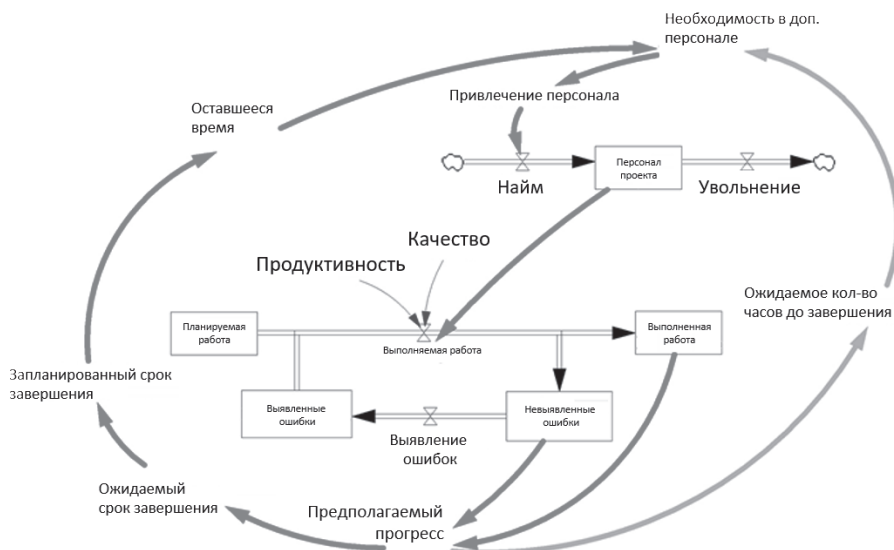 Необходимость в доп.
персонале
Привлечение персонала
Оставшееся
время
Персонал
проекта
Найм
Увольнение
Качество
Продуктивность
Ожидаемое кол-во
часов до завершения
Планируемая
работа
Выполненная
работа
Выполняемая работа
Запланированный срок
завершения
Выявленные
ошибки
Невыявленные
ошибки
Выявление
ошибок
Ожидаемый
срок завершения
Предполагаемый
прогресс